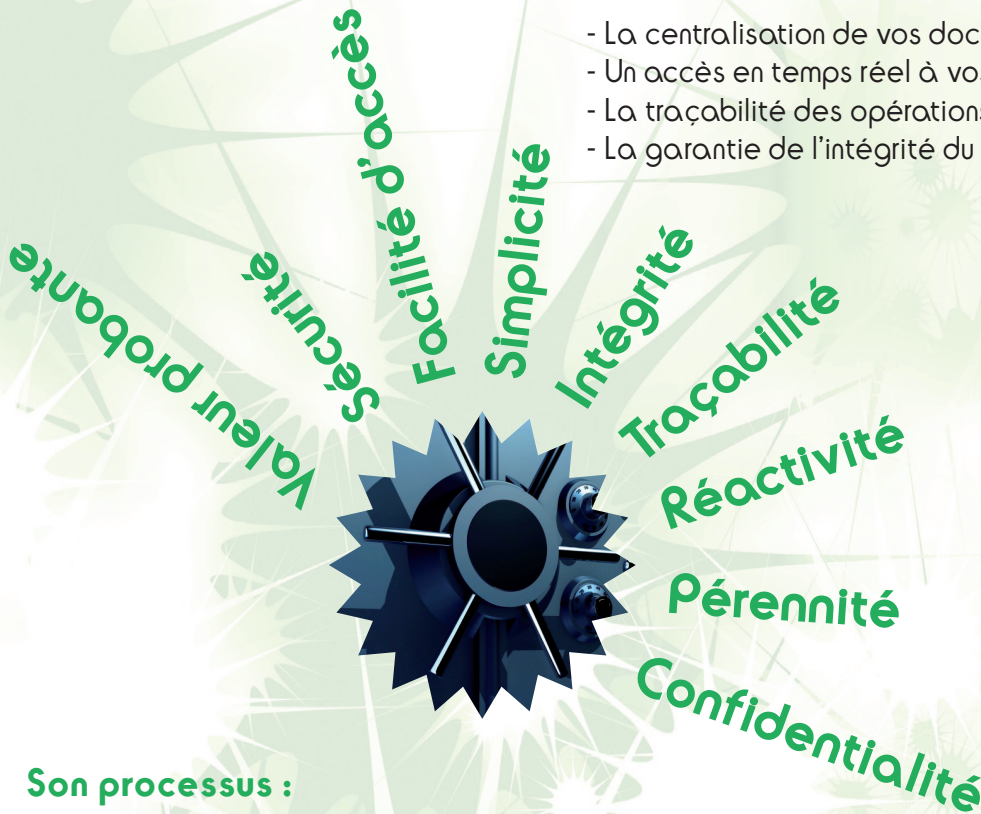 - La centralisation de vos doc
- Un accès en temps réel à vos
- La traçabilité des opérations
- La garantie de l'intégrité du
Valeur probante
Sécurité
Facilité d'accès
Simplicité
Intégrité
Traçabilité
Réactivité
Pérennité
Confidentialité
Son processus :